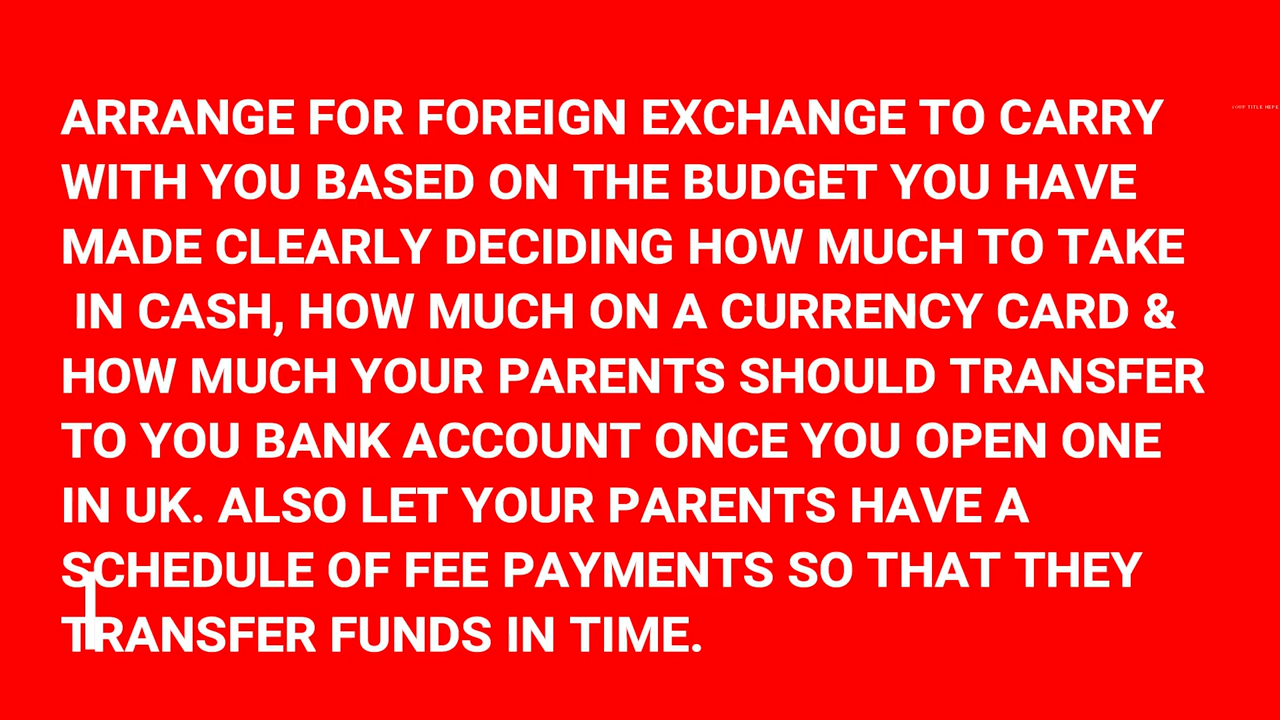 ARRANGE FOR FOREIGN EXCHANGE TO CARRY
WITH YOU BASED ON THE BUDGET YOU HAVE
MADE CLEARLY DECIDING HOW MUCH TO TAKE
IN CASH, HOW MUCH ON A CURRENCY CARD &
HOW MUCH YOUR PARENTS SHOULD TRANSFER
TO YOU BANK ACCOUNT ONCE YOU OPEN ONE
IN UK. ALSO LET YOUR PARENTS HAVE A
SCHEDULE OF FEE PAYMENTS SO THAT THEY
TRANSFER FUNDS IN TIME.
TITLE